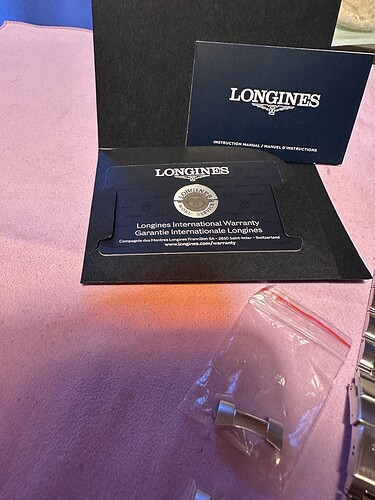 LONGINES
INSTRUCTION MANUAL / MANUEL D'INSTRUCTIONS
LONGINES
LONGINES
Longines International Warranty
Garantie Internationale Longines
Compagnie des Montres Longines Francillon SA - 2610 Saint-Imier - Switzerland
www.longines.com/warranty